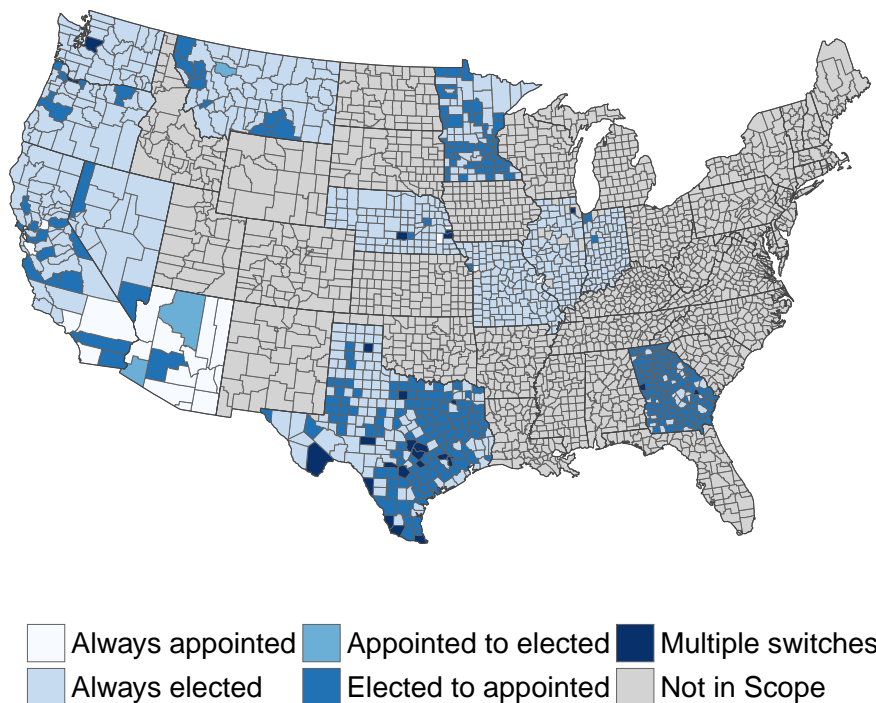 Always appointed Appointed to elected Multiple switches
Always elected Elected to appointed Not in Scope